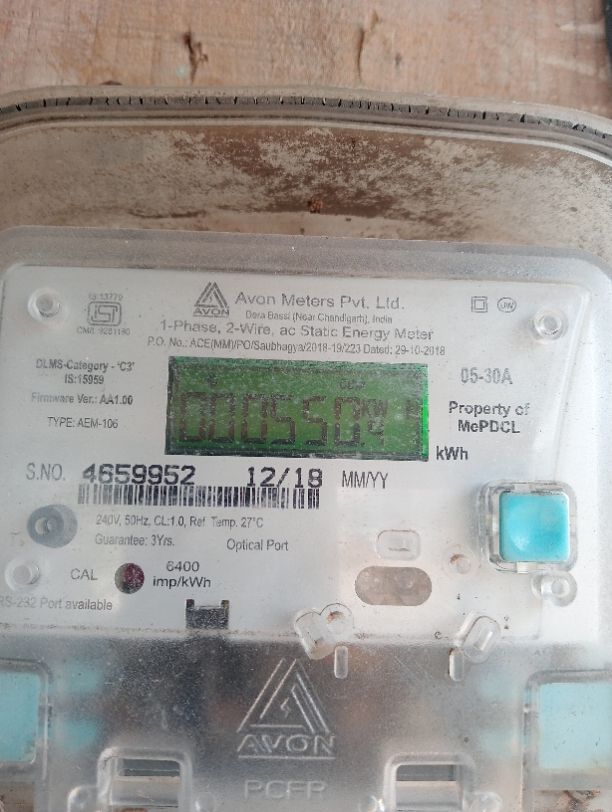 IS 13779
ISI
AVON
Avon Meters Pvt. Ltd.
Dera Bassi (Near Chandigarh), India
1-Phase, 2-Wire, ac Static Energy Meter
P.O. No.: ACE(MM)/PO/Saubhagya/2018-19/223 Dated: 29-10-2018
DLMS-Category - 'C3'
IS:15959
Firmware Ver.: AA1.00
TYPE: AEM-106
000550
kWh
05-30A
Property of
MePDCL
S.NO. 4659952 12/18 MM/YY
240V, 50Hz, CL:1.0, Ref. Temp. 27°C
Guarantee: 3Yrs. Optical Port
CAL
6400
imp/kWh
RS-232 Port available
AVON